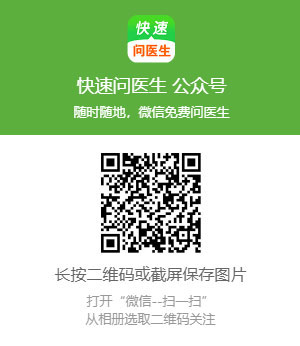 快速
问医生
快速问医生 公众号
随时随地，微信免费问医生
长按二维码或截屏保存图片
打开“微信--扫一扫”
从相册选取二维码关注